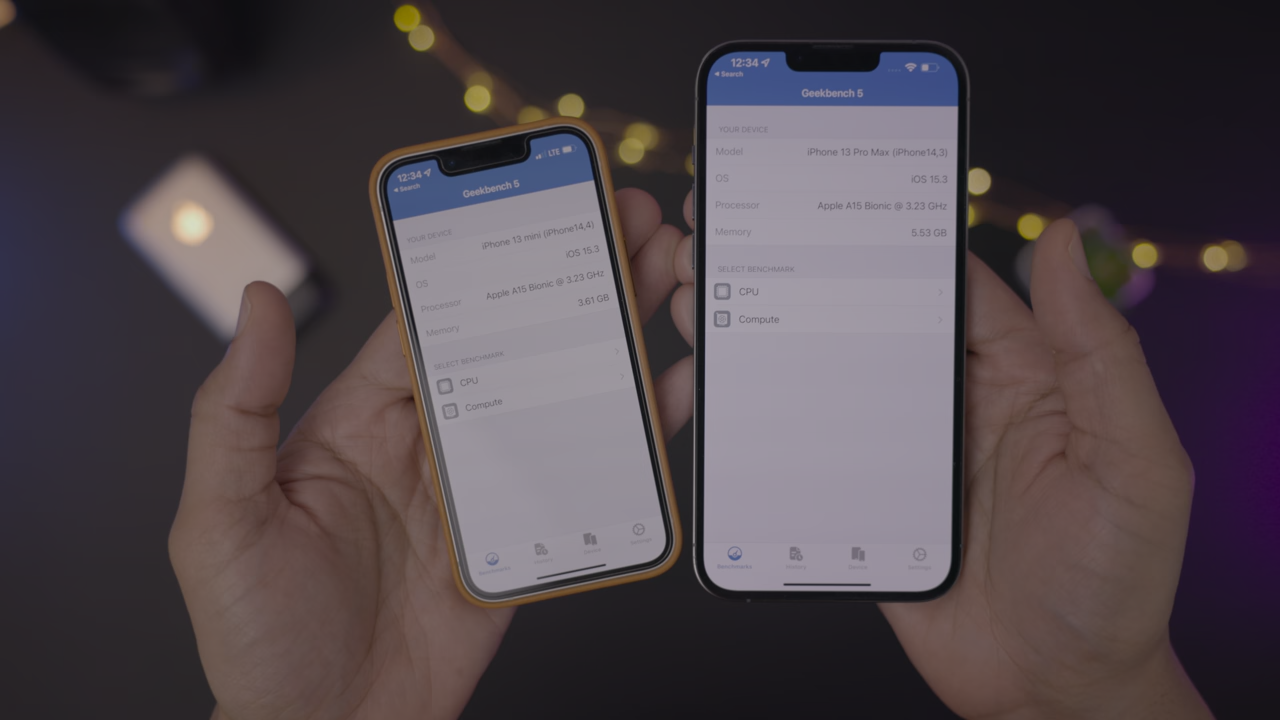 12:34
Search
LTE
Geekbench 5
YOUR DEVICE
Model iPhone 13 mini (iPhone14,4)
OS iOS 15.3
Processor Apple A15 Bionic @ 3.23 GHz
Memory 3.61 GB
SELECT BENCHMARK
CPU
Compute
Benchmarks
History
Settings
12:34
Search
Geekbench 5
YOUR DEVICE
Model iPhone 13 Pro Max (iPhone14,3)
OS iOS 15.3
Processor Apple A15 Bionic @ 3.23 GHz
Memory 5.53 GB
SELECT BENCHMARK
CPU
Compute
Benchmarks
History
Settings